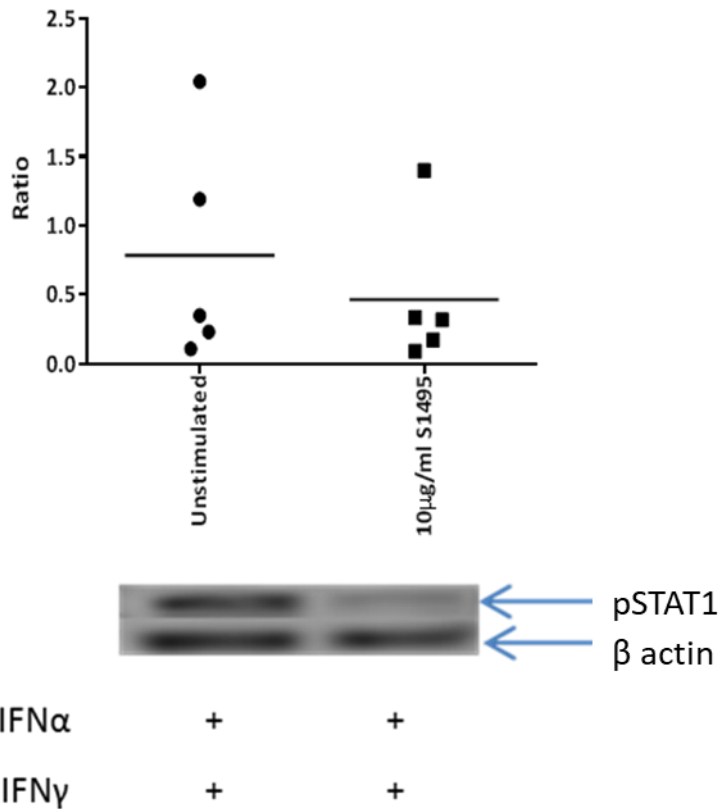 2.5
2.0
1.5
1.0
0.5
0.0
Ratio
Unstimulated
10µg/ml S1495
pSTAT1
β actin
IFNα + +
IFNγ + +